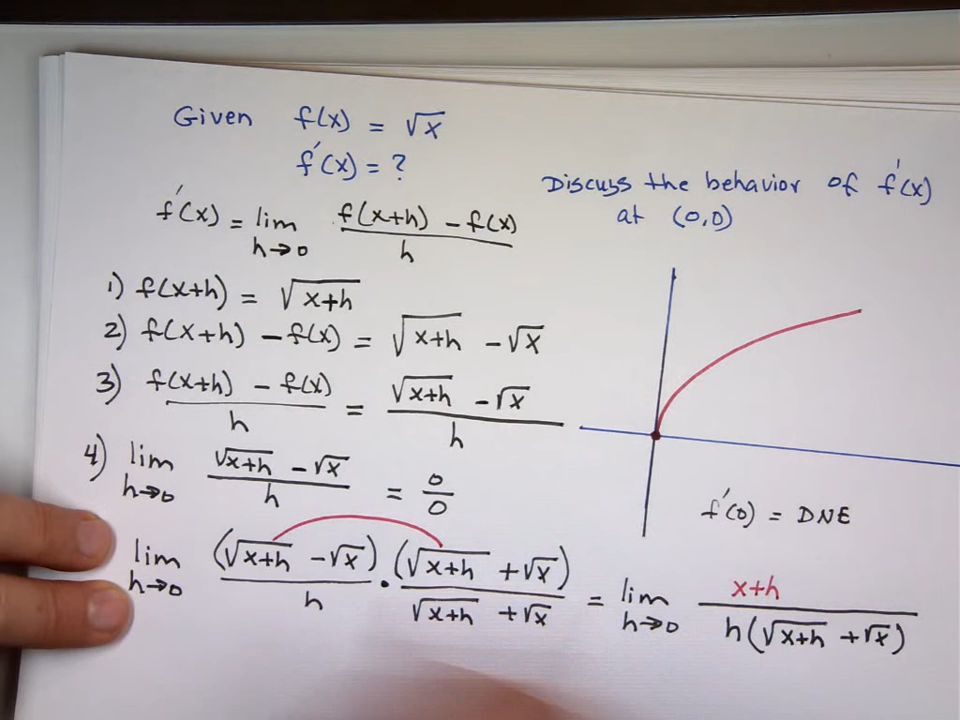 Given f(x) = √x
f'(x) = ?
Discuss the behavior of f'(x)
at (0,0)
f'(x) = lim h→0 (f(x+h) - f(x))/h
1) f(x+h) = √(x+h)
2) f(x+h) - f(x) = √(x+h) - √x
3) (f(x+h) - f(x))/h = (√(x+h) - √x)/h
4) lim h→0 (√(x+h) - √x)/h = 0/0
f'(0) = DNE
lim h→0 (√(x+h) - √x)/h · (√(x+h) + √x)/(√(x+h) + √x) = lim h→0 (x+h)/(h(√(x+h) + √x))